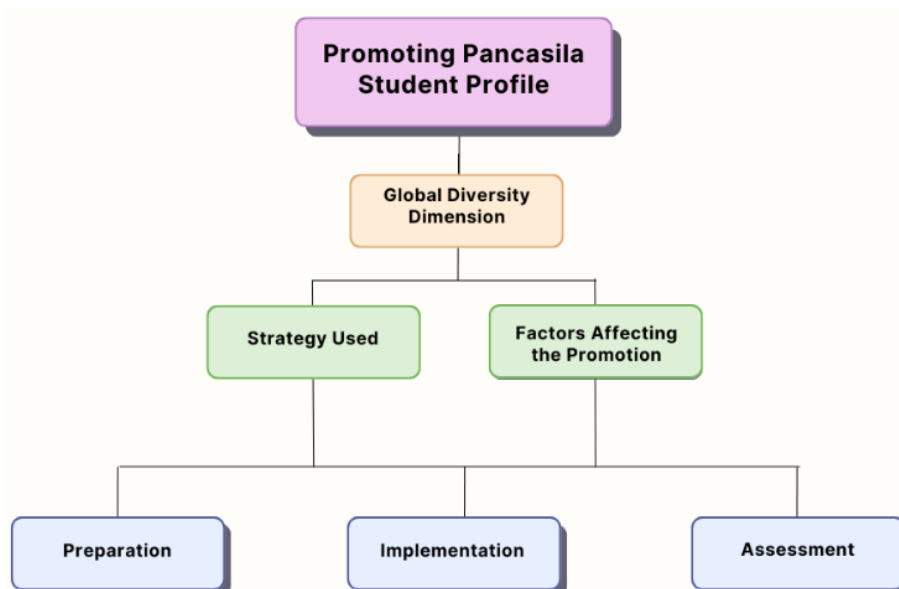 Promoting Pancasila
Student Profile
Global Diversity
Dimension
Strategy Used
Factors Affecting
the Promotion
Preparation
Implementation
Assessment